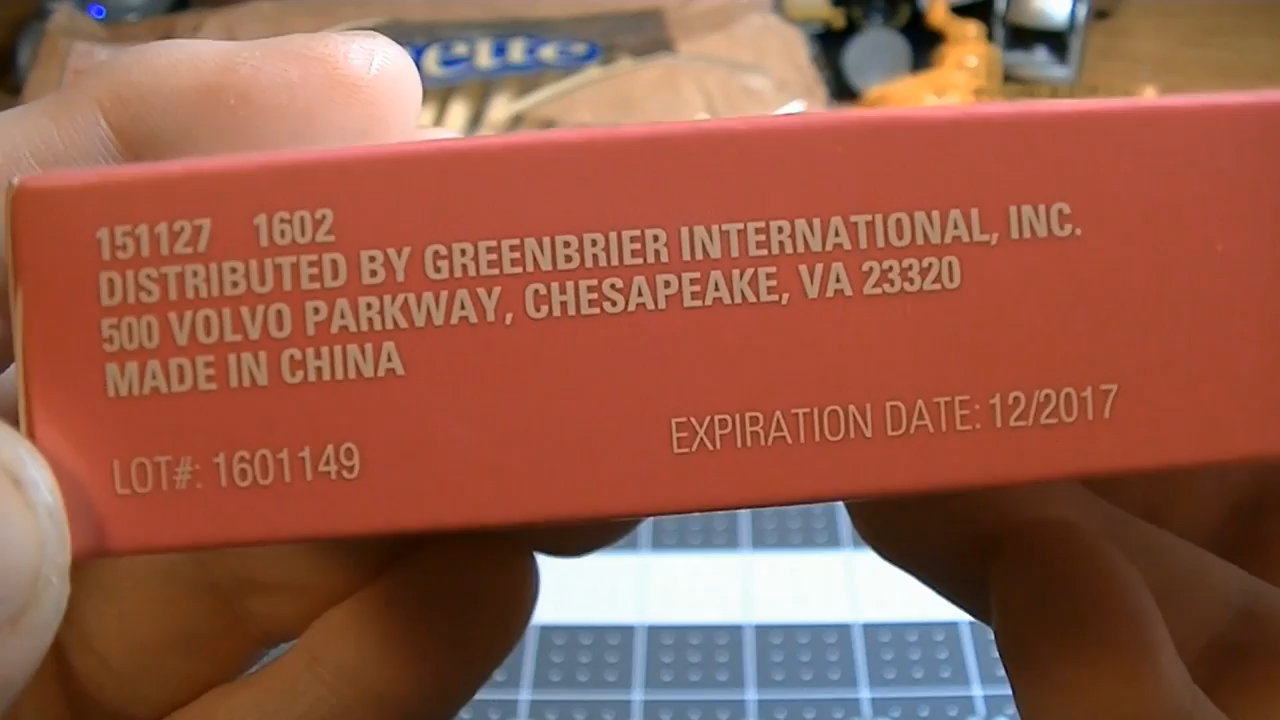 151127 1602
DISTRIBUTED BY GREENBRIER INTERNATIONAL, INC.
500 VOLVO PARKWAY, CHESAPEAKE, VA 23320
MADE IN CHINA
LOT#: 1601149
EXPIRATION DATE: 12/2017